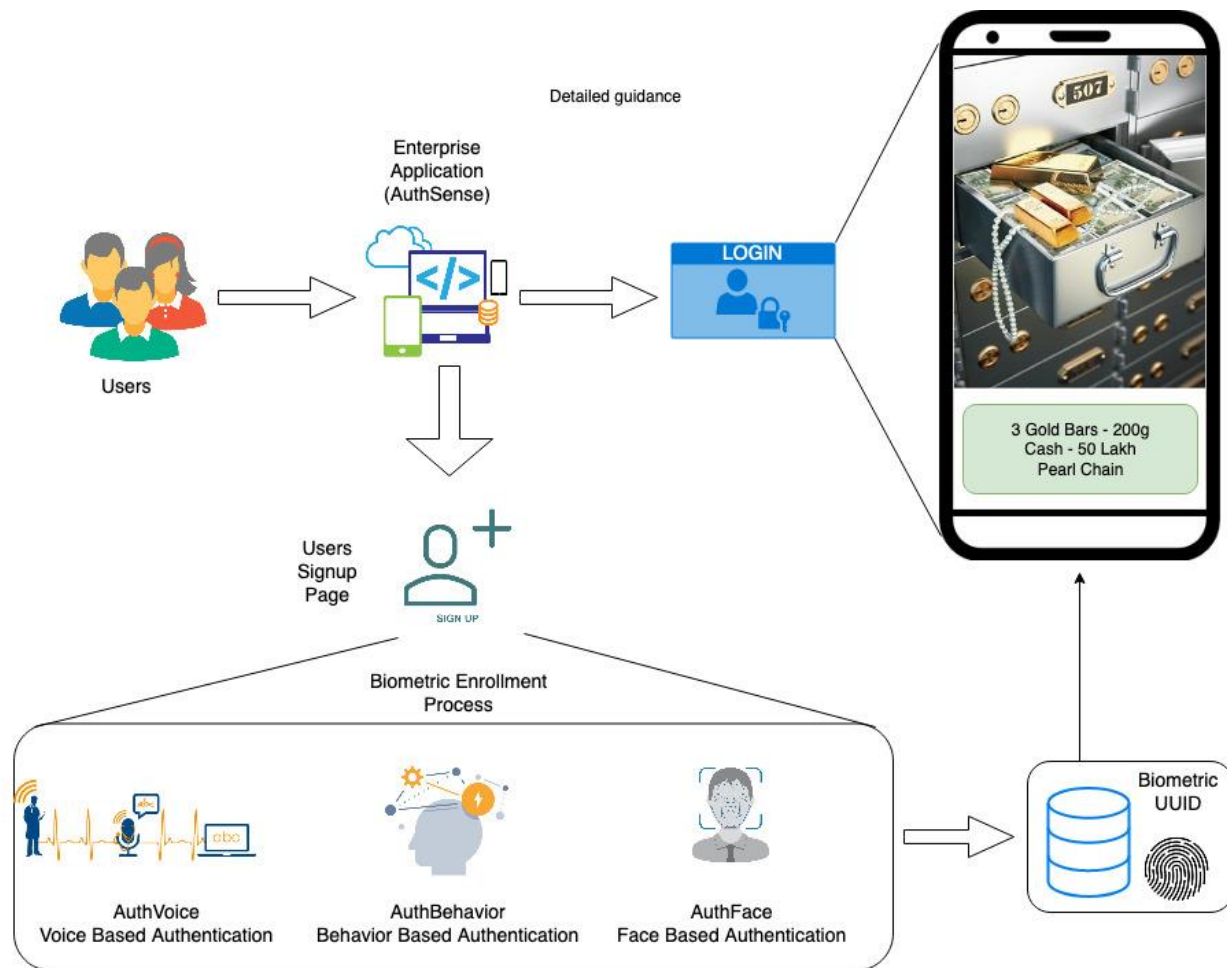 Detailed guidance
Enterprise
Application
(AuthSense)
LOGIN
507
Users
3 Gold Bars - 200g
Cash - 50 Lakh
Pearl Chain
Users
Signup
Page
SIGN UP
Biometric Enrollment
Process
Biometric
UUID
abc
abc
AuthVoice
Voice Based Authentication
AuthBehavior
Behavior Based Authentication
AuthFace
Face Based Authentication